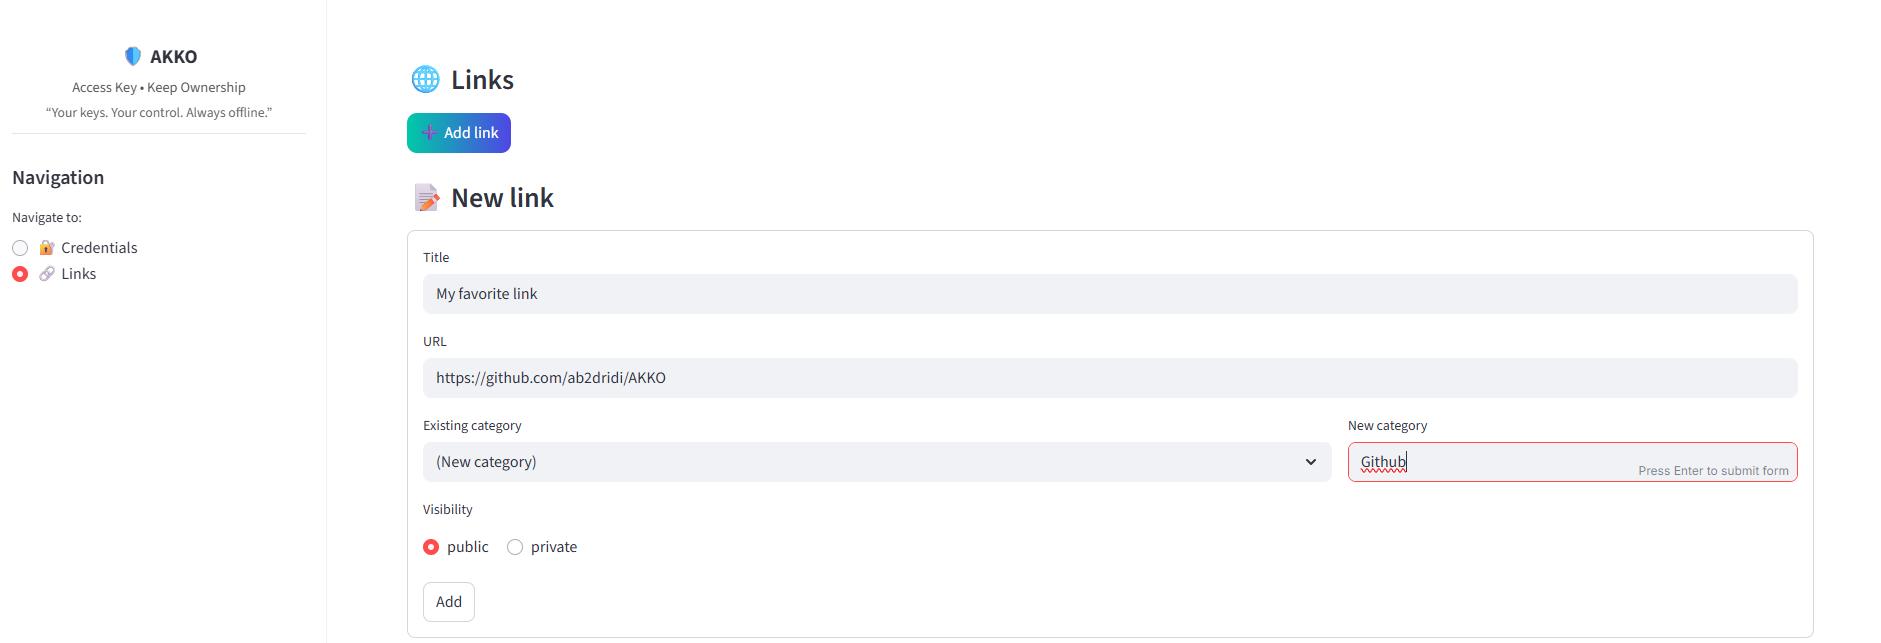 AKKO
Access Key • Keep Ownership
“Your keys. Your control. Always offline.”
Navigation
Navigate to:
Credentials
Links
Links
Add link
New link
Title
My favorite link
URL
https://github.com/ab2dridi/AKKO
Existing category
New category
(New category)
Github
Press Enter to submit form
Visibility
public
private
Add